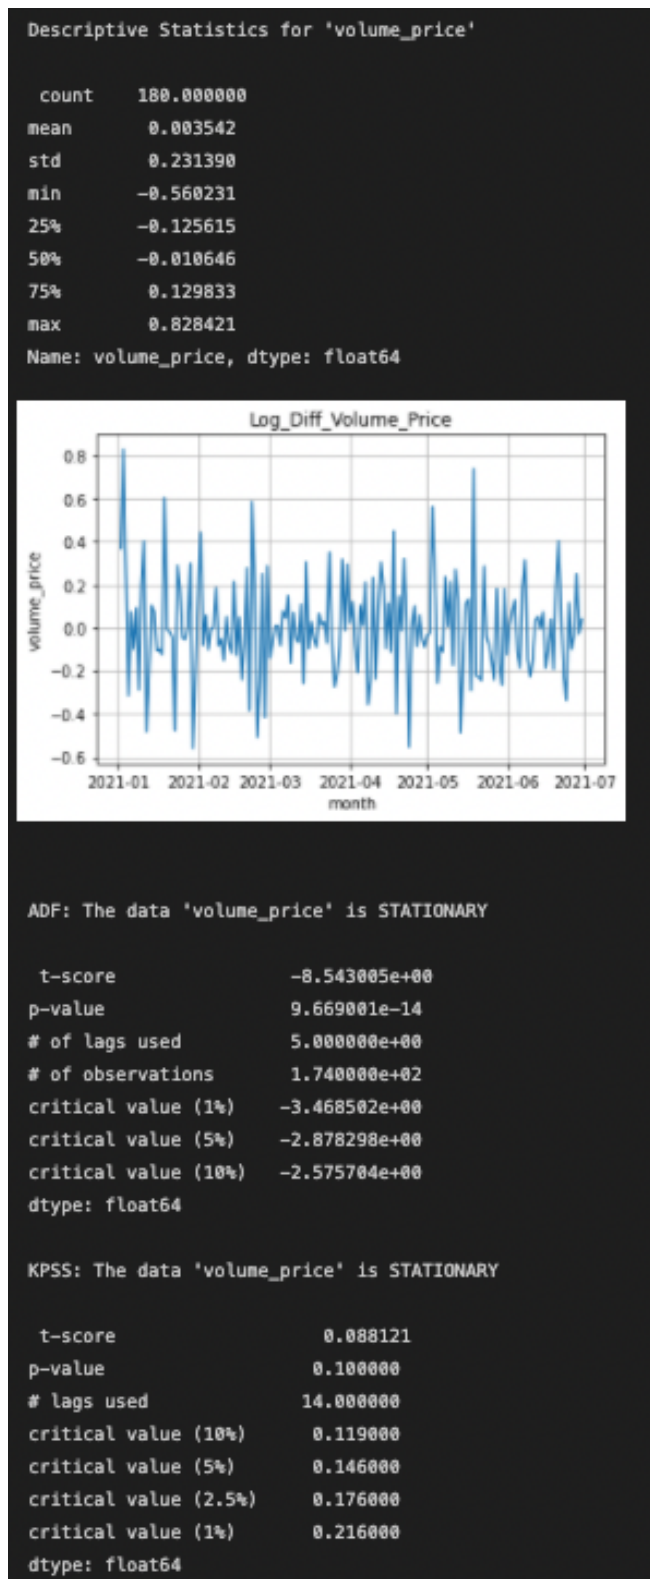 Descriptive Statistics for 'volume_price'
count 180.000000
mean 0.003542
std 0.231390
min -0.560231
25% -0.125615
50% -0.010646
75% 0.129833
max 0.828421
Name: volume_price, dtype: float64
Log_Diff_Volume_Price
0.8
0.6
0.4
0.2
0.0
-0.2
-0.4
-0.6
volume_price
2021-01 2021-02 2021-03 2021-04 2021-05 2021-06 2021-07
month
ADF: The data 'volume_price' is STATIONARY
t-score -8.543005e+00
p-value 9.669001e-14
# of lags used 5.000000e+00
# of observations 1.740000e+02
critical value (1%) -3.468502e+00
critical value (5%) -2.878298e+00
critical value (10%) -2.575704e+00
dtype: float64
KPSS: The data 'volume_price' is STATIONARY
t-score 0.088121
p-value 0.100000
# lags used 14.000000
critical value (10%) 0.119000
critical value (5%) 0.146000
critical value (2.5%) 0.176000
critical value (1%) 0.216000
dtype: float64